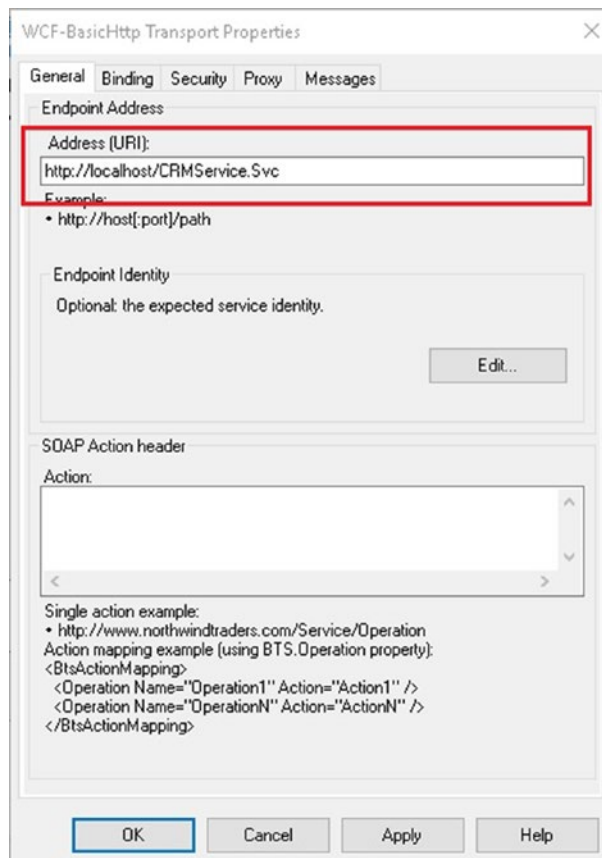 WCF-BasicHttp Transport Properties
General Binding Security Proxy Messages
Endpoint Address
Address (URI):
http://localhost/CRMService.Svc
Example:
• http://host[:port]/path
Endpoint Identity
Optional: the expected service identity.
Edit...
SOAP Action header
Action:
Single action example:
• http://www.northwindtraders.com/Service/Operation
Action mapping example (using BTS.Operation property):
<BtsActionMapping>
<Operation Name="Operation1" Action="Action1" />
<Operation Name="OperationN" Action="ActionN" />
</BtsActionMapping>
OK Cancel Apply Help